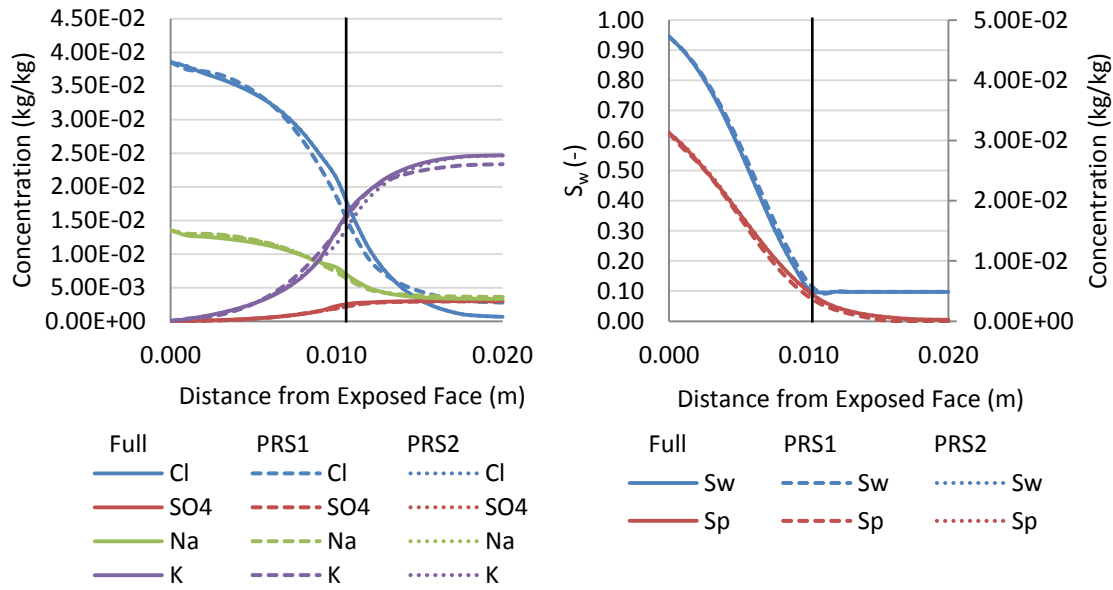 4.50E-02
4.00E-02
3.50E-02
3.00E-02
2.50E-02
2.00E-02
1.50E-02
1.00E-02
5.00E-03
0.00E+00
Concentration (kg/kg)
0.000 0.010 0.020
Distance from Exposed Face (m)
Full PRS1 PRS2
Cl Cl Cl
SO4 SO4 SO4
Na Na Na
K K K
1.00
0.90
0.80
0.70
0.60
0.50
0.40
0.30
0.20
0.10
0.00
Sw (-)
5.00E-02
4.00E-02
3.00E-02
2.00E-02
1.00E-02
0.00E+00
Concentration (kg/kg)
0.000 0.010 0.020
Distance from Exposed Face (m)
Full PRS1 PRS2
Sw Sw Sw
Sp Sp Sp